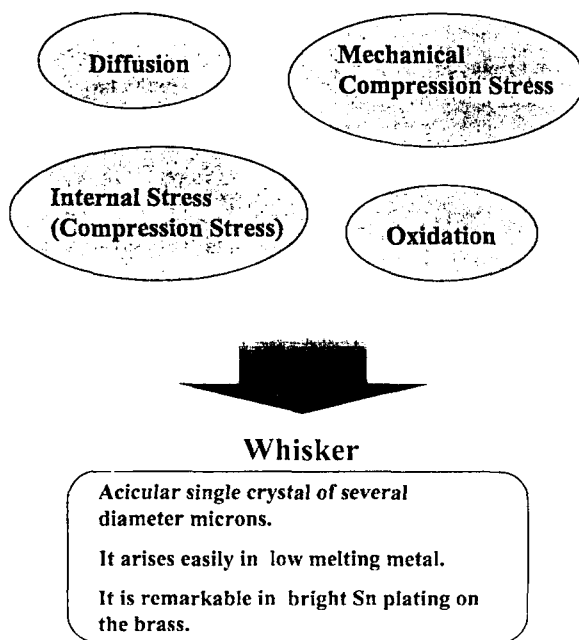 Diffusion
Mechanical
Compression Stress
Internal Stress
(Compression Stress)
Oxidation
Whisker
Acicular single crystal of several
diameter microns.
It arises easily in low melting metal.
It is remarkable in bright Sn plating on
the brass.